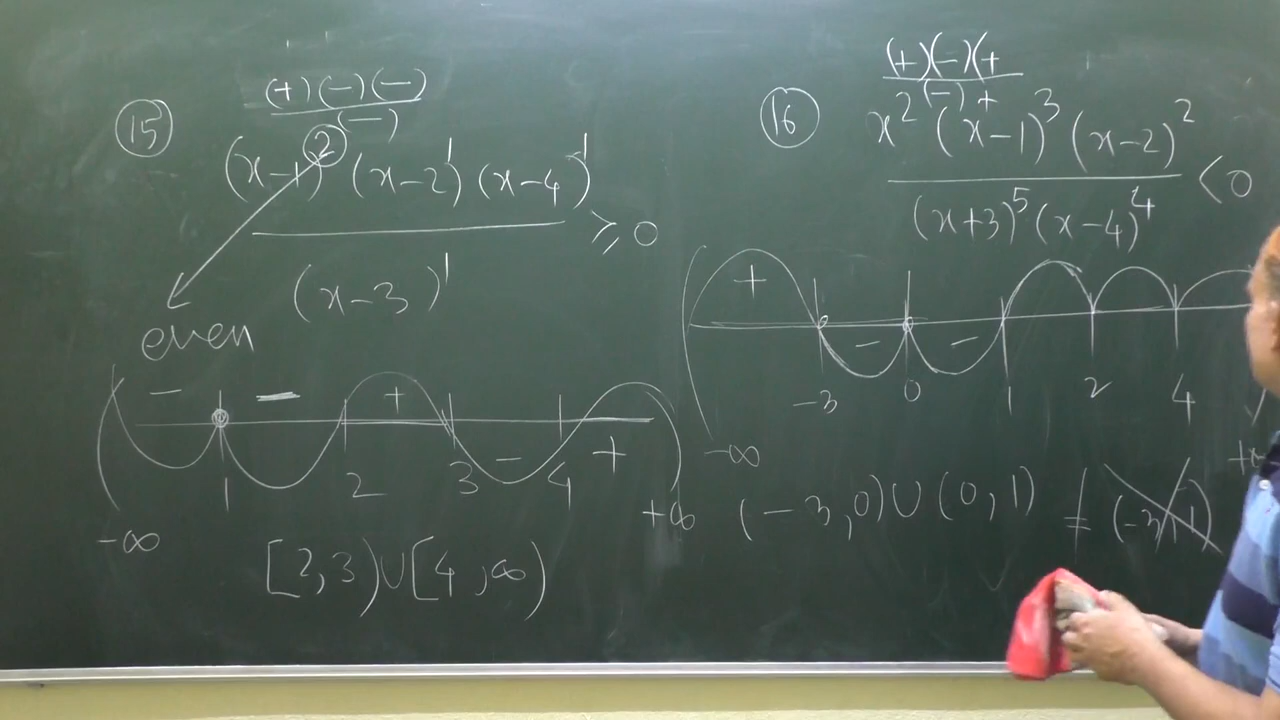 (15)
(+)(−)(−)
(−)
(x−1)² (x−2)¹ (x−4)¹
≥ 0
(x−3)¹
even
− − + − +
1 2 3 4
−∞ +∞
[2,3)∪[4,∞)
(16)
(+)(−)(+
(−) +
x² (x−1)³ (x−2)²
< 0
(x+3)⁵ (x−4)⁴
+ − −
−3 0 1 2 4
−∞
(−3,0)∪(0,1) ≠ (−3,1)